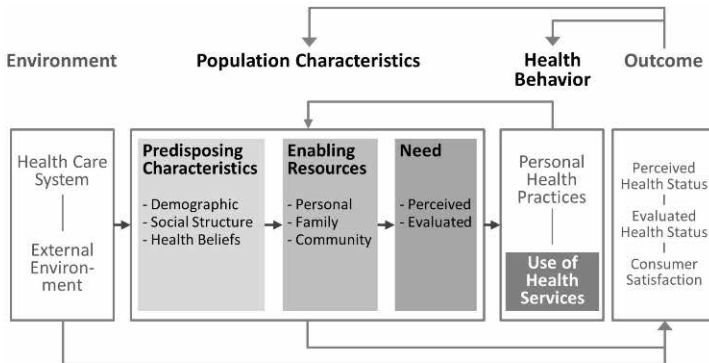 Environment
Population Characteristics
Health
Behavior
Outcome
Health Care
System
External
Environ-
ment
Predisposing
Characteristics
- Demographic
- Social Structure
- Health Beliefs
Enabling
Resources
- Personal
- Family
- Community
Need
- Perceived
- Evaluated
Personal
Health
Practices
Use of
Health
Services
Perceived
Health Status
Evaluated
Health Status
Consumer
Satisfaction